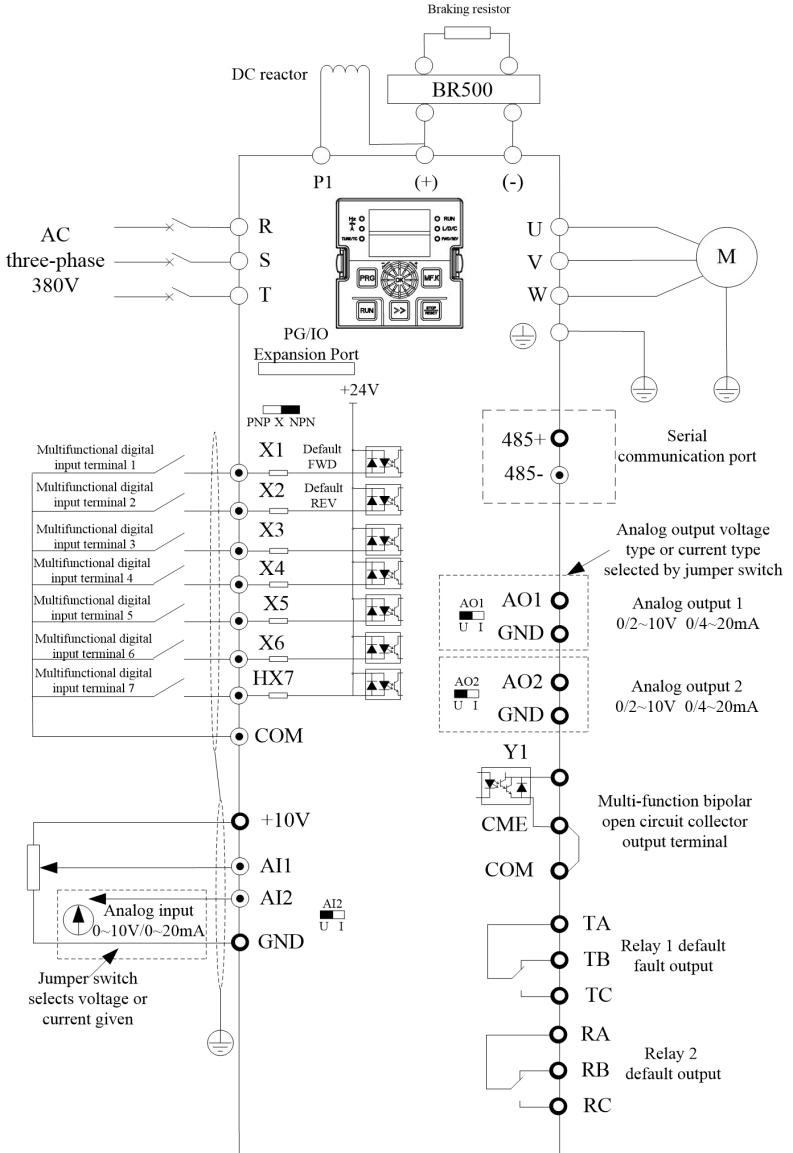 Braking resistor
DC reactor
BR500
P1
(+)
(-)
AC
three-phase
380V
R
S
T
Hz
A
TUNE/TC
RUN
L/D/C
FWD/REV
PRG
OK
MF.K
RUN
>>
STOP
RESET
U
V
W
M
PG/IO
Expansion Port
+24V
PNP X NPN
Multifunctional digital
input terminal 1
X1
Default
FWD
Multifunctional digital
input terminal 2
X2
Default
REV
Multifunctional digital
input terminal 3
X3
Multifunctional digital
input terminal 4
X4
Multifunctional digital
input terminal 5
X5
Multifunctional digital
input terminal 6
X6
Multifunctional digital
input terminal 7
HX7
COM
+10V
AI1
AI2
AI2
U I
GND
Analog input
0~10V/0~20mA
Jumper switch
selects voltage or
current given
485+
485-
Serial
communication port
Analog output voltage
type or current type
selected by jumper switch
AO1
U I
AO1
GND
Analog output 1
0/2~10V 0/4~20mA
AO2
U I
AO2
GND
Analog output 2
0/2~10V 0/4~20mA
Y1
CME
COM
Multi-function bipolar
open circuit collector
output terminal
TA
TB
TC
Relay 1 default
fault output
RA
RB
RC
Relay 2
default output